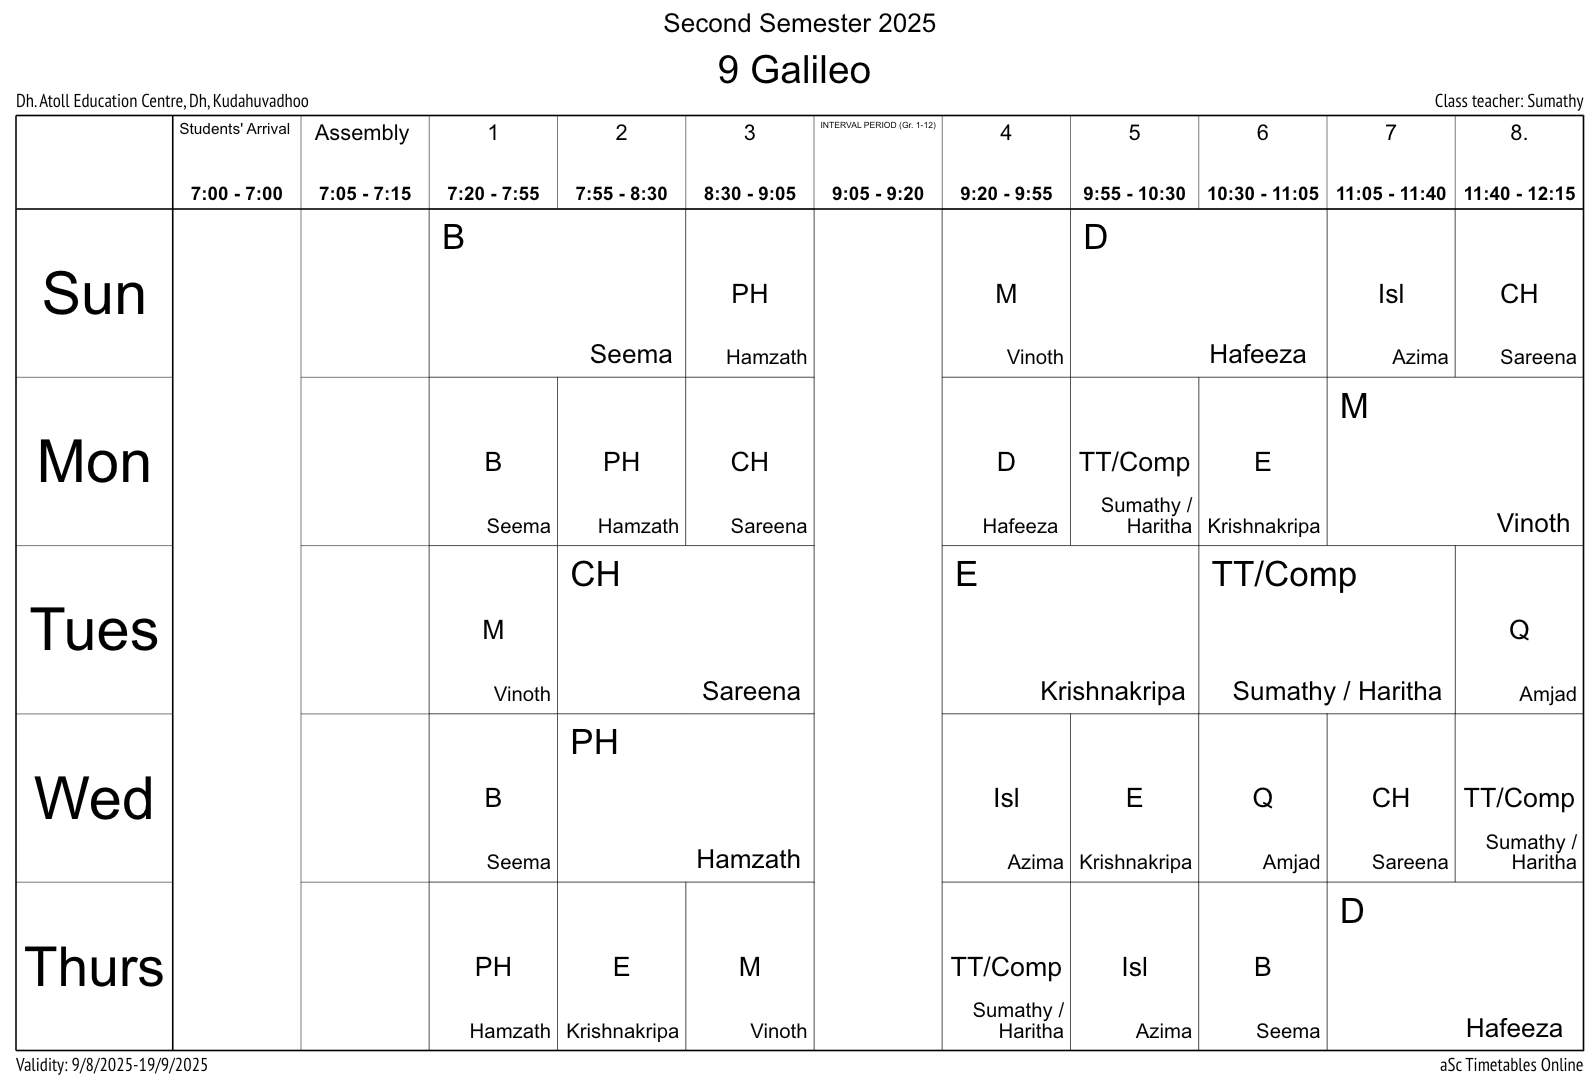 Second Semester 2025
9 Galileo
Dh. Atoll Education Centre, Dh, Kudahuvadhoo
Class teacher: Sumathy
Students' Arrival Assembly 1 2 3 INTERVAL PERIOD (Gr. 1-12) 4 5 6 7 8.
7:00 - 7:00 7:05 - 7:15 7:20 - 7:55 7:55 - 8:30 8:30 - 9:05 9:05 - 9:20 9:20 - 9:55 9:55 - 10:30 10:30 - 11:05 11:05 - 11:40 11:40 - 12:15
B D
Sun PH M Isl CH
Seema Hamzath Vinoth Hafeeza Azima Sareena
M
Mon B PH CH D TT/Comp E
Sumathy /
Seema Hamzath Sareena Hafeeza Haritha Krishnakripa Vinoth
CH E TT/Comp
Tues M Q
Vinoth Sareena Krishnakripa Sumathy / Haritha Amjad
PH
Wed B Isl E Q CH TT/Comp
Sumathy /
Seema Hamzath Azima Krishnakripa Amjad Sareena Haritha
D
Thurs PH E M TT/Comp Isl B
Sumathy /
Hamzath Krishnakripa Vinoth Haritha Azima Seema Hafeeza
Validity: 9/8/2025-19/9/2025
aSc Timetables Online